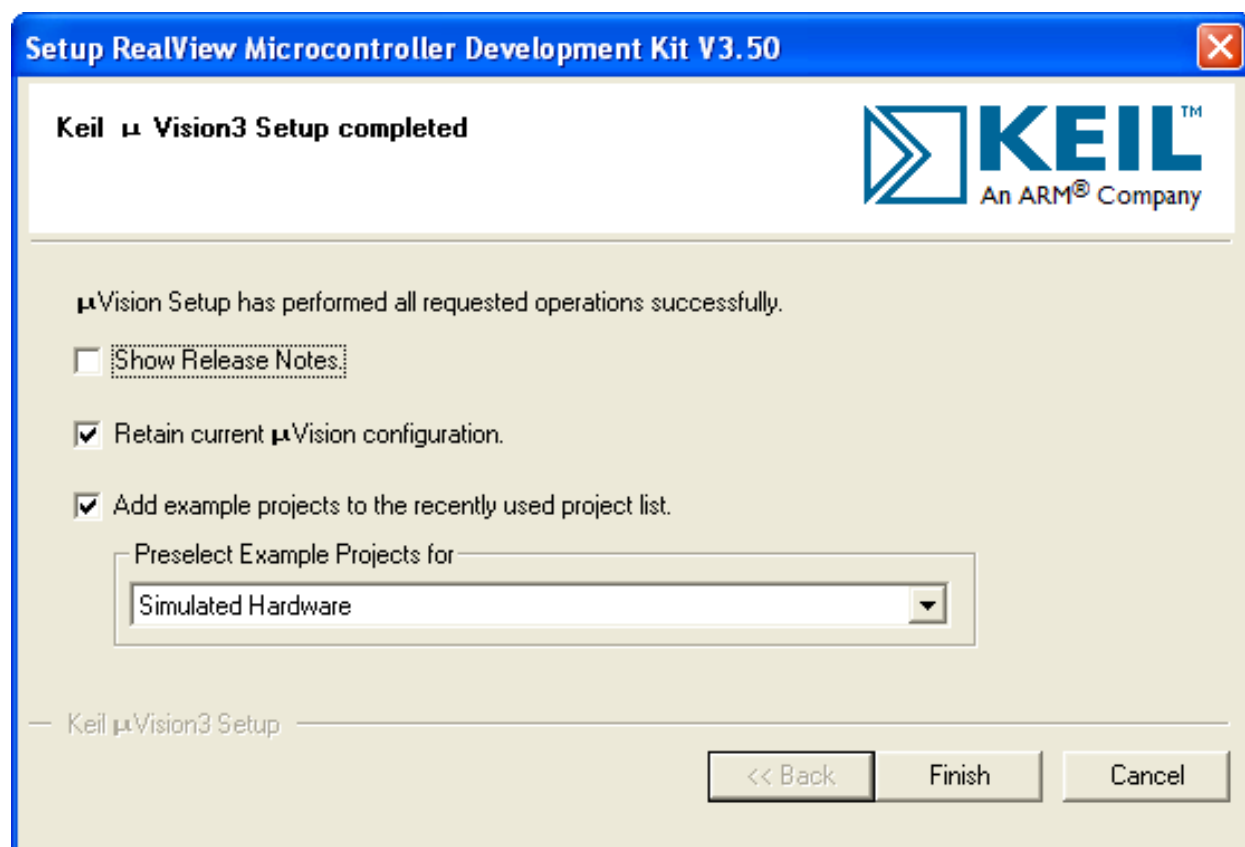 Setup RealView Microcontroller Development Kit V3.50
Keil μ Vision3 Setup completed
KEIL™
An ARM® Company
μVision Setup has performed all requested operations successfully.
Show Release Notes.
Retain current μVision configuration.
Add example projects to the recently used project list.
Preselect Example Projects for
Simulated Hardware
Keil μVision3 Setup
<< Back Finish Cancel